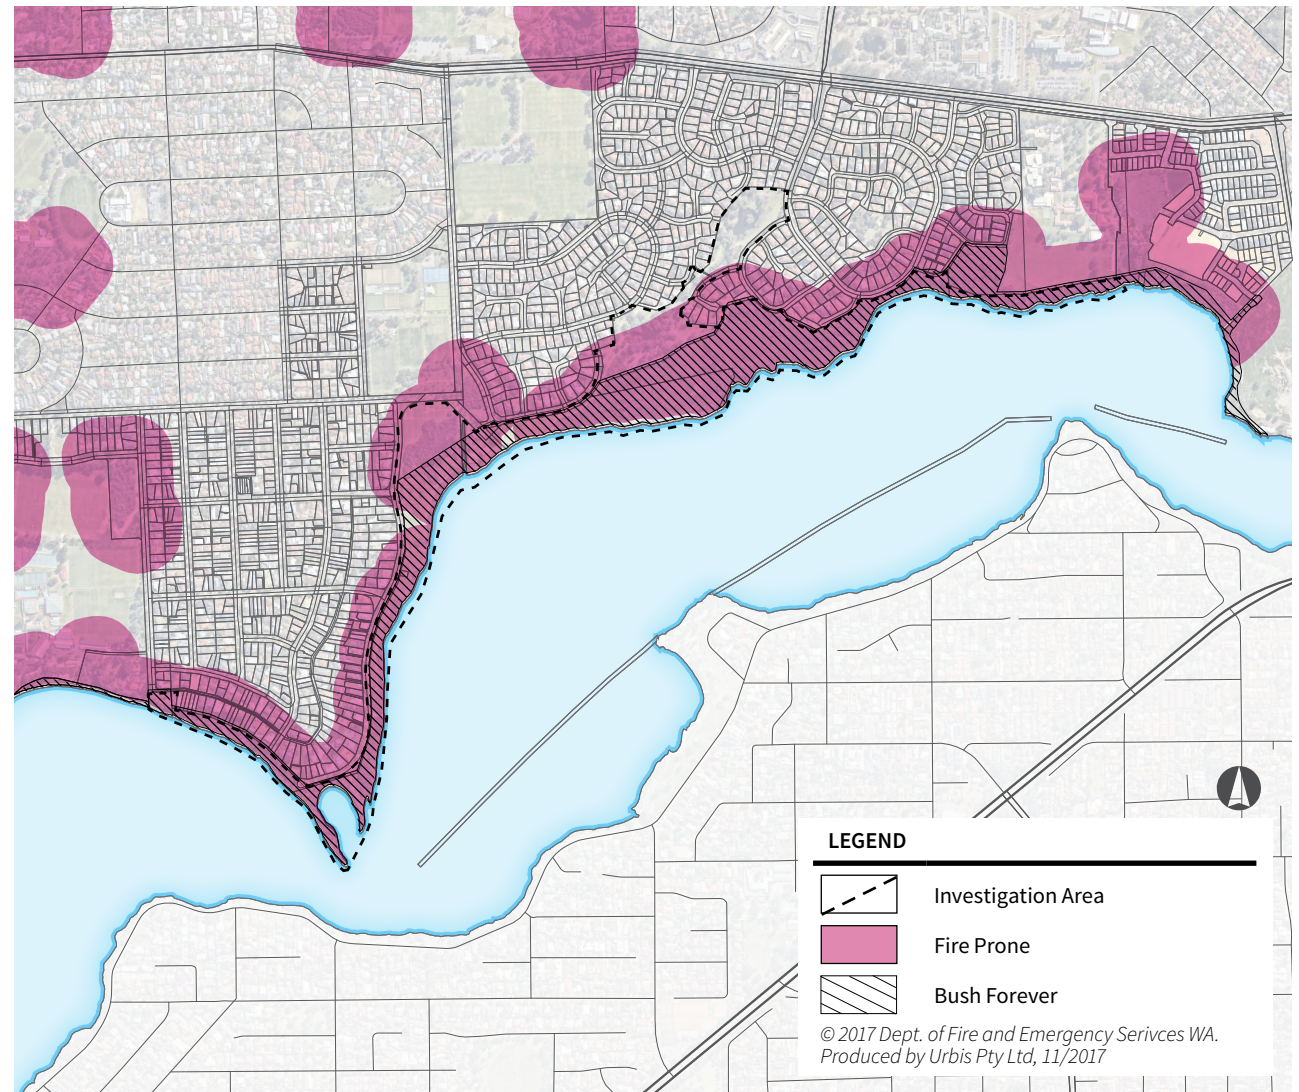 LEGEND
Investigation Area
Fire Prone
Bush Forever
© 2017 Dept. of Fire and Emergency Serivces WA.
Produced by Urbis Pty Ltd, 11/2017